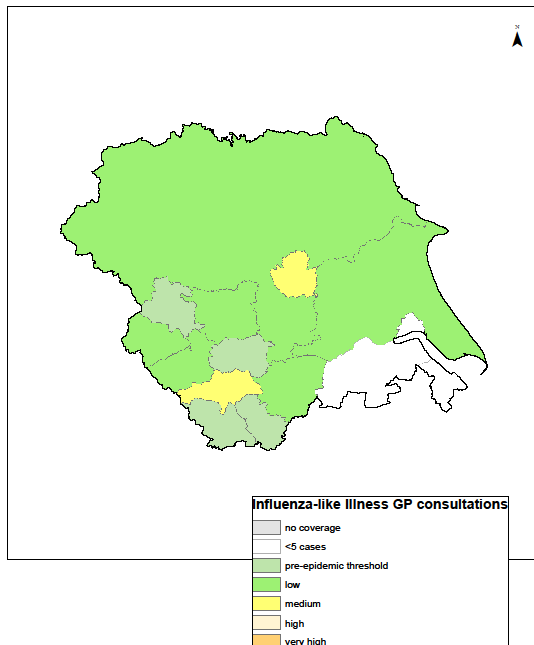 N
Influenza-like Illness GP consultations
no coverage
<5 cases
pre-epidemic threshold
low
medium
high
very high